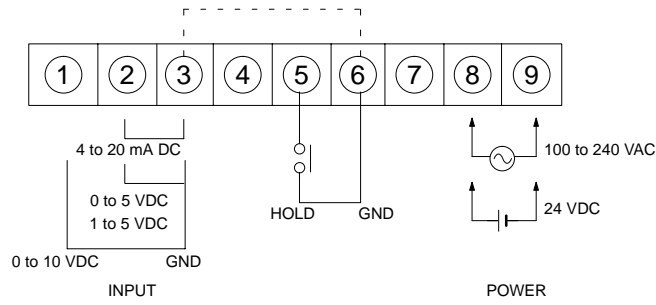 1 2 3 4 5 6 7 8 9
4 to 20 mA DC
100 to 240 VAC
0 to 5 VDC
1 to 5 VDC
HOLD GND
24 VDC
0 to 10 VDC GND
INPUT
POWER